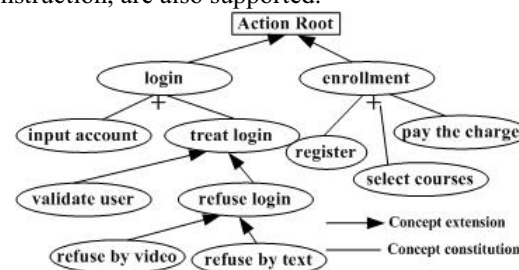 nstruction, are also supported.
Action Root
login
enrollment
+
+
input account
treat login
register
pay the charge
select courses
validate user
refuse login
refuse by video
refuse by text
Concept extension
Concept constitution